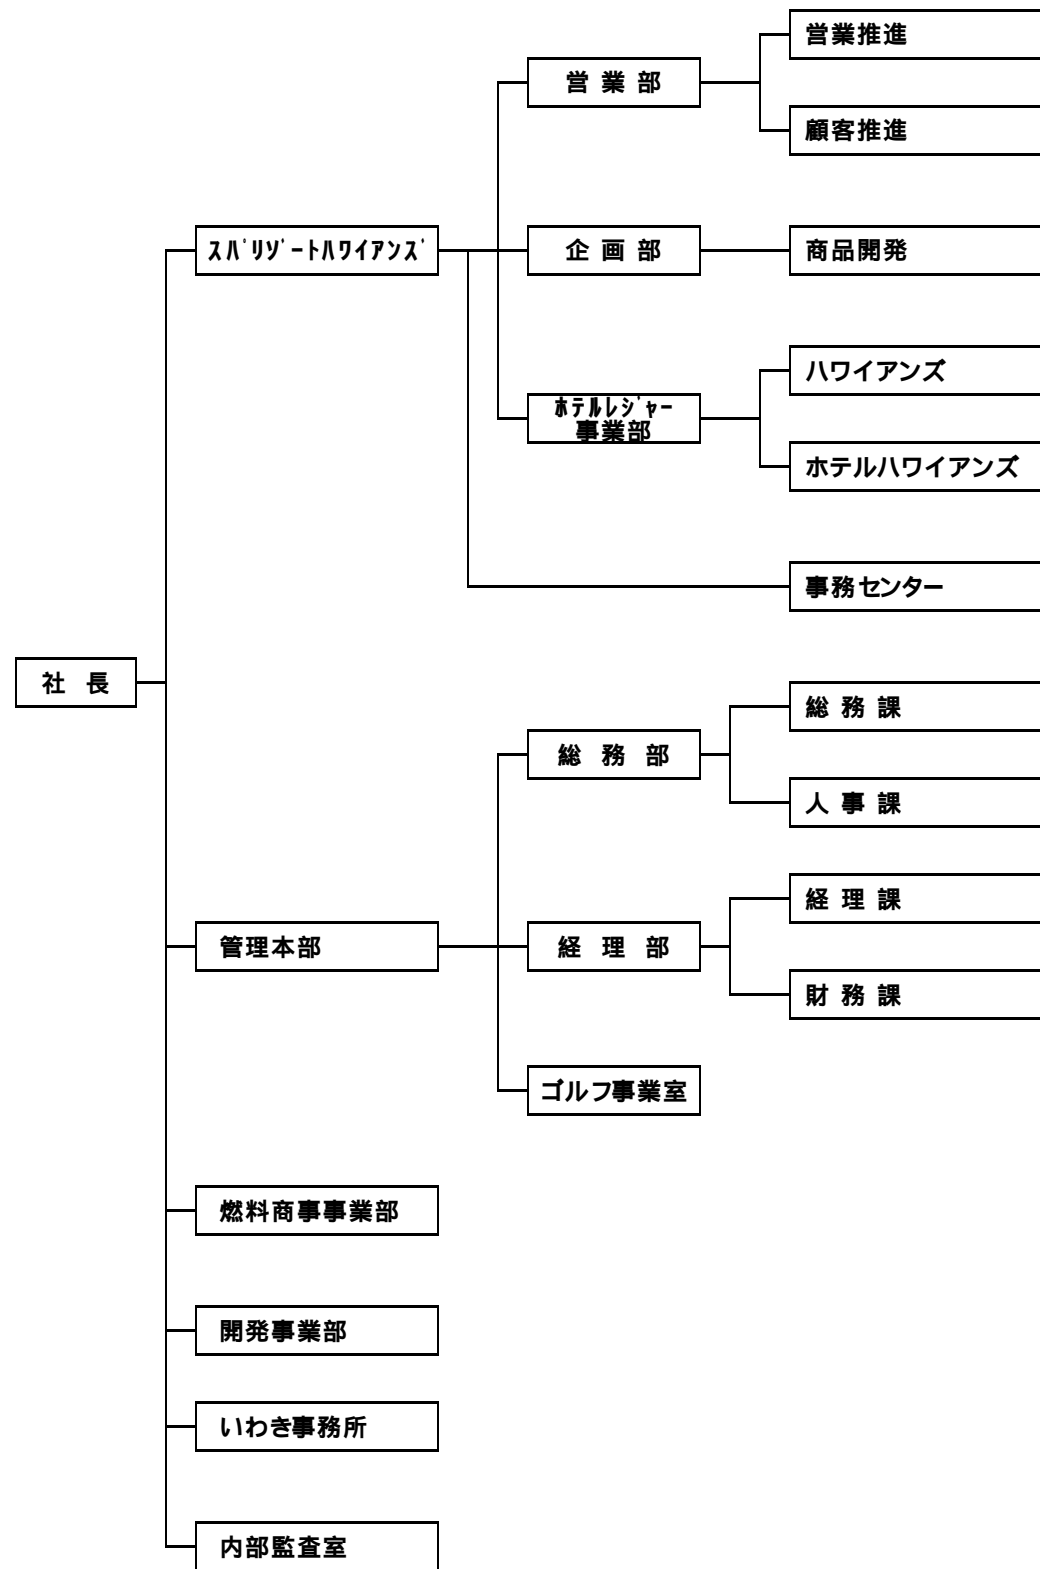 営業推進
営 業 部
顧客推進
ｽﾊﾟﾘｿﾞｰﾄﾊﾜｲｱﾝｽﾞ
企 画 部
商品開発
ハワイアンズ
ﾎﾃﾙﾚｼﾞｬｰ
事業部
ホテルハワイアンズ
事務センター
社 長
総 務 課
総 務 部
人 事 課
経 理 課
管理本部
経 理 部
財 務 課
ゴルフ事業室
燃料商事事業部
開発事業部
いわき事務所
内部監査室